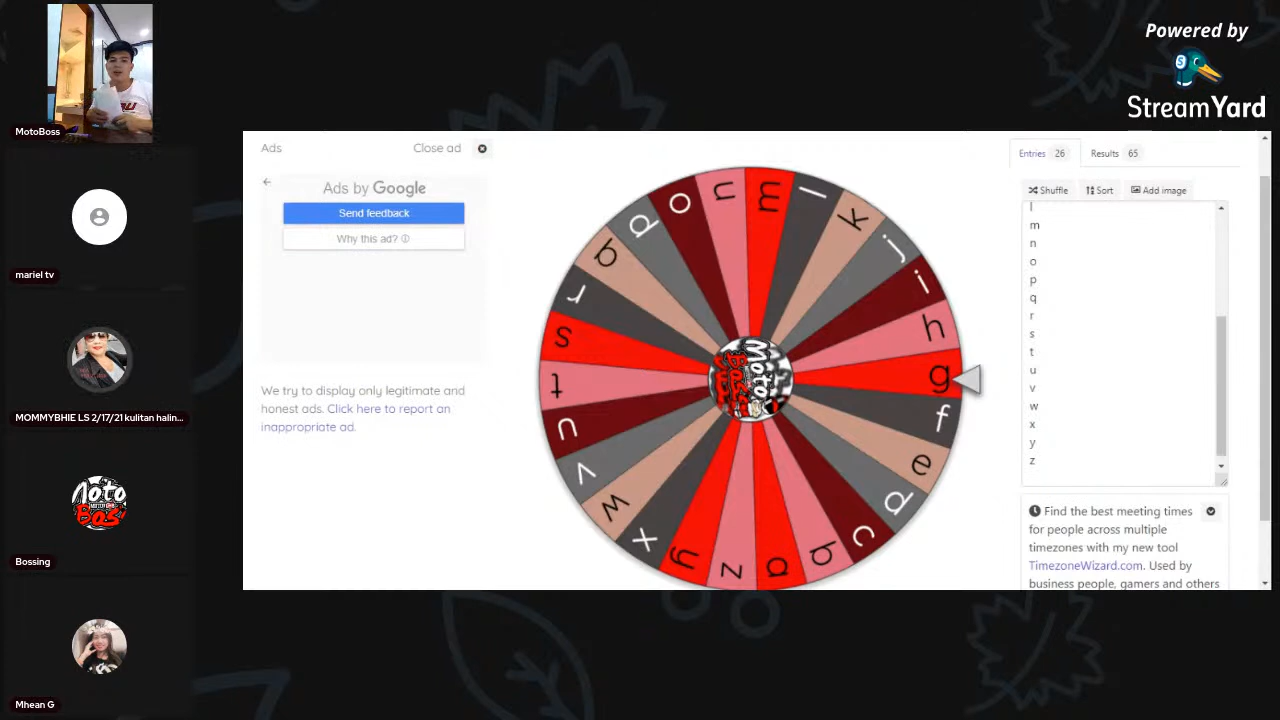 MotoBoss
mariel tv
MOMMYBHIE LS 2/17/21 kulitan halin...
Bossing
Mhean G
Powered by
StreamYard
Ads
Close ad
Ads by Google
Send feedback
Why this ad?
We try to display only legitimate and
honest ads. Click here to report an
inappropriate ad.
a
b
c
d
e
f
g
h
i
j
k
l
m
n
o
p
q
r
s
t
u
v
w
x
y
z
Moto
Entries 26
Results 65
Shuffle
Sort
Add image
l
m
n
o
p
q
r
s
t
u
v
w
x
y
z
Find the best meeting times
for people across multiple
timezones with my new tool
TimezoneWizard.com. Used by
business people, gamers and others